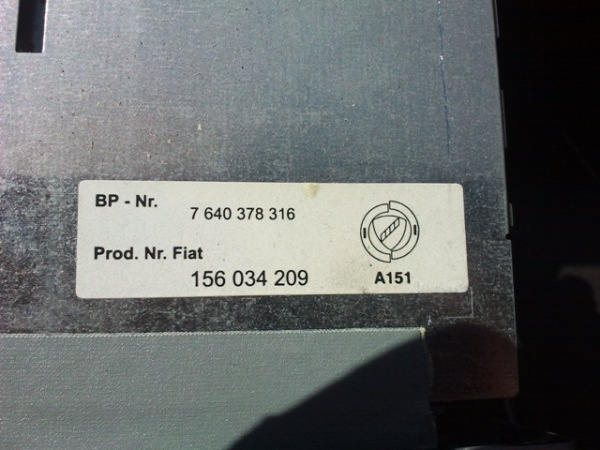 BP - Nr.
7 640 378 316
Prod. Nr. Fiat
156 034 209
A151